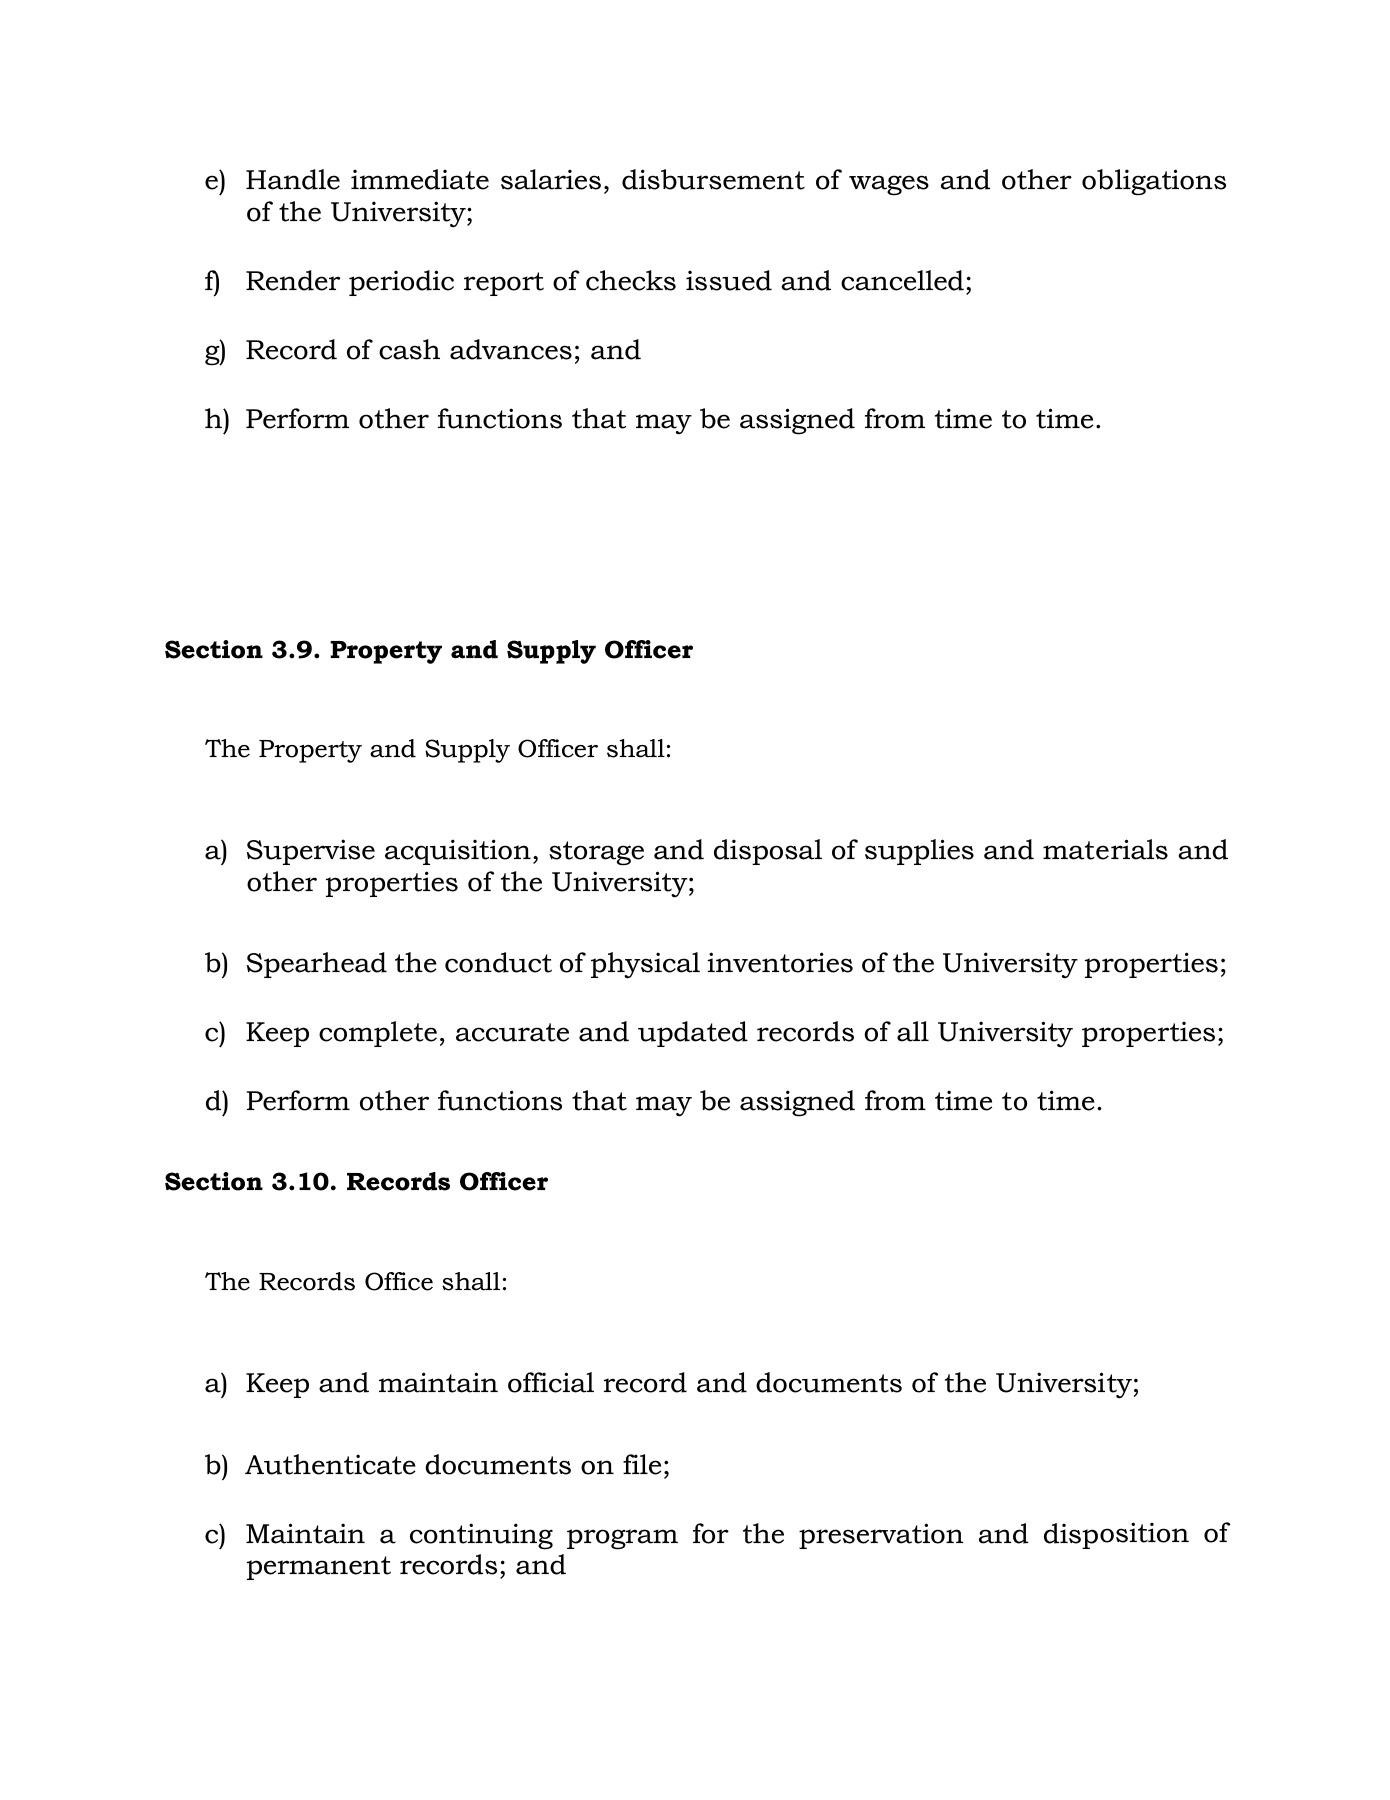 e) Handle immediate salaries, disbursement of wages and other obligations
of the University;
f) Render periodic report of checks issued and cancelled;
g) Record of cash advances; and
h) Perform other functions that may be assigned from time to time.
Section 3.9. Property and Supply Officer
The Property and Supply Officer shall:
a) Supervise acquisition, storage and disposal of supplies and materials and
other properties of the University;
b) Spearhead the conduct of physical inventories of the University properties;
c) Keep complete, accurate and updated records of all University properties;
d) Perform other functions that may be assigned from time to time.
Section 3.10. Records Officer
The Records Office shall:
a) Keep and maintain official record and documents of the University;
b) Authenticate documents on file;
c) Maintain a continuing program for the preservation and disposition of
permanent records; and